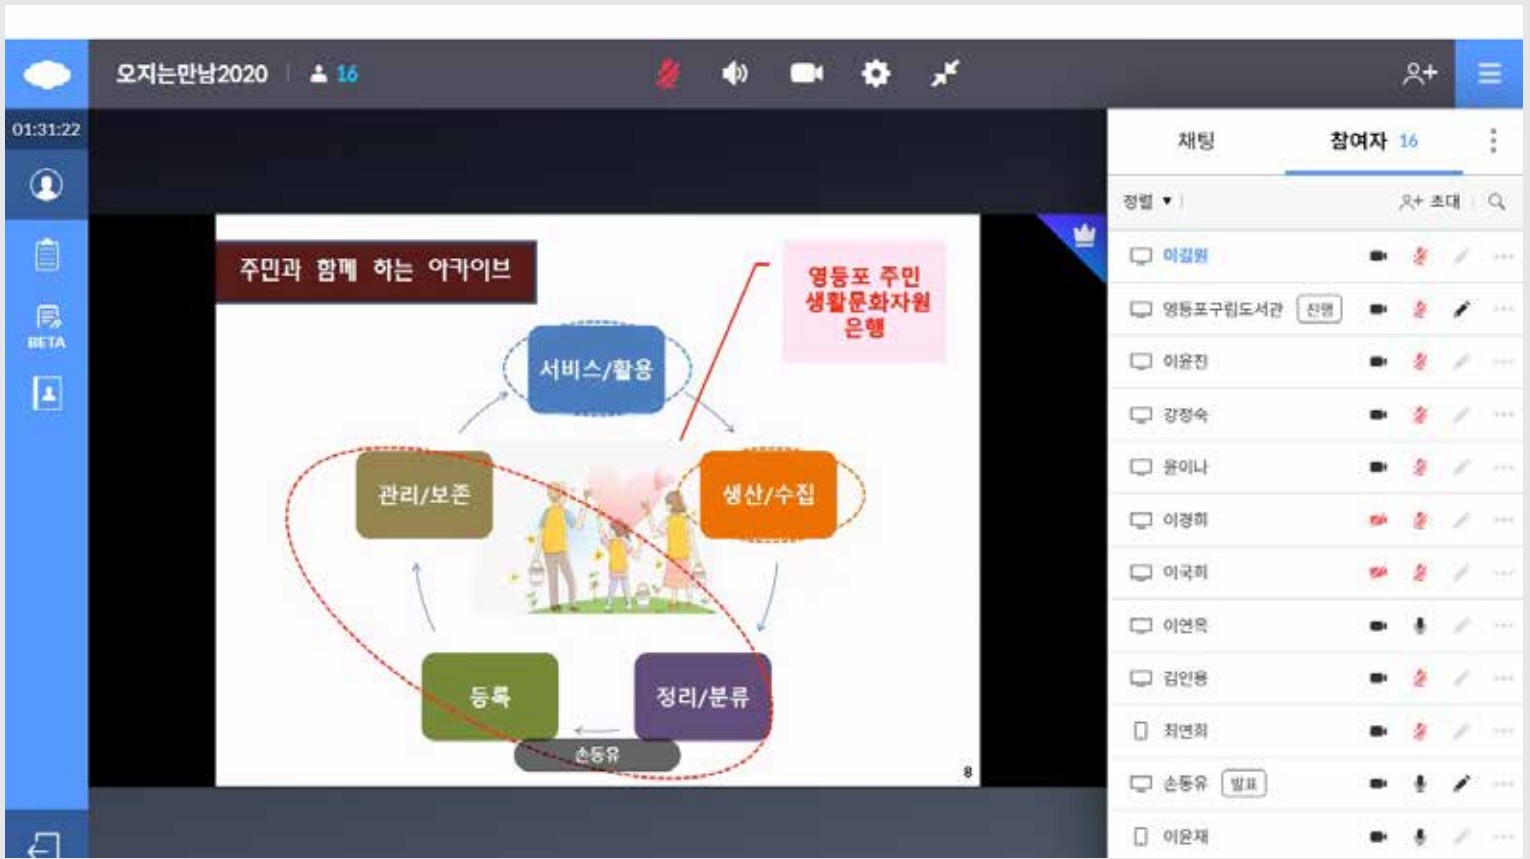 오지는만남2020
16
01:31:22
BETA
주민과 함께 하는 아카이브
영등포 주민
생활문화자원
은행
서비스/활용
관리/보존
생산/수집
등록
정리/분류
손동유
8
채팅
참여자 16
정렬 ▼
초대
이길원
영등포구립도서관 진행
이윤진
강정숙
윤이나
이경희
이국희
이연옥
김인용
최연희
손동유 발표
이윤재